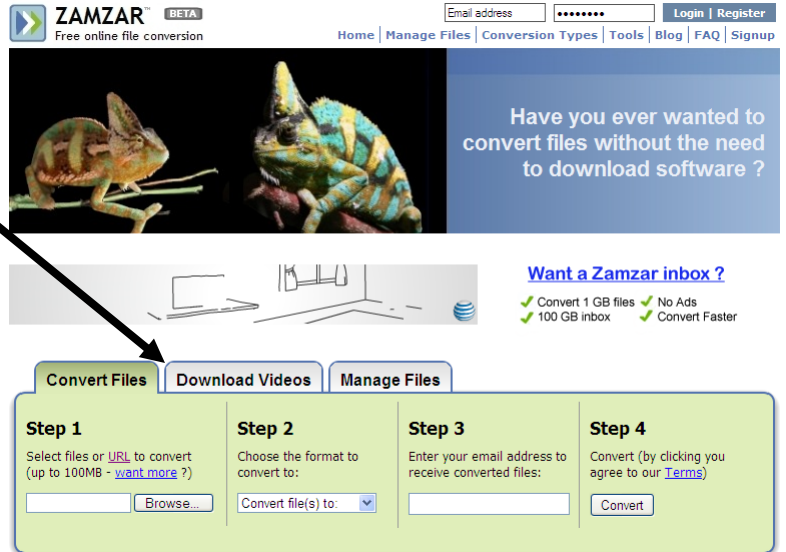 ZAMZAR™ BETA
Free online file conversion
Email address •••••••• Login | Register
Home | Manage Files | Conversion Types | Tools | Blog | FAQ | Signup
Have you ever wanted to
convert files without the need
to download software ?
Want a Zamzar inbox ?
Convert 1 GB files No Ads
100 GB inbox Convert Faster
Convert Files Download Videos Manage Files
Step 1
Select files or URL to convert
(up to 100MB - want more ?)
Browse...
Step 2
Choose the format to
convert to:
Convert file(s) to:
Step 3
Enter your email address to
receive converted files:
Step 4
Convert (by clicking you
agree to our Terms)
Convert